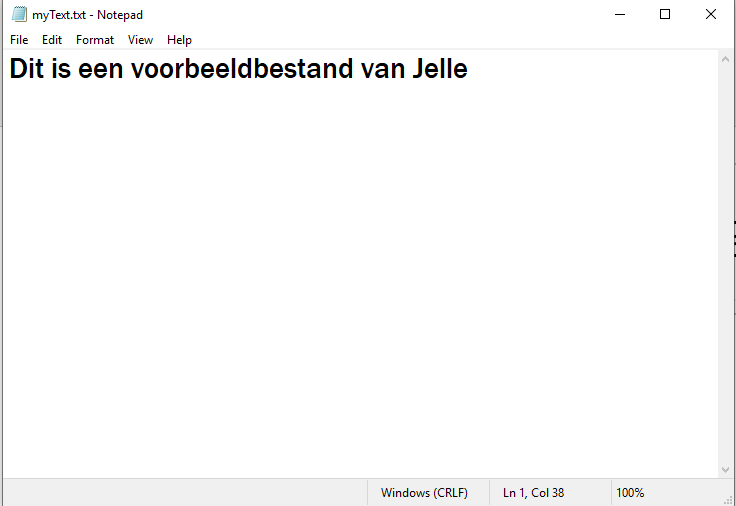 myText.txt - Notepad
File Edit Format View Help
Dit is een voorbeeldbestand van Jelle
Windows (CRLF) Ln 1, Col 38 100%